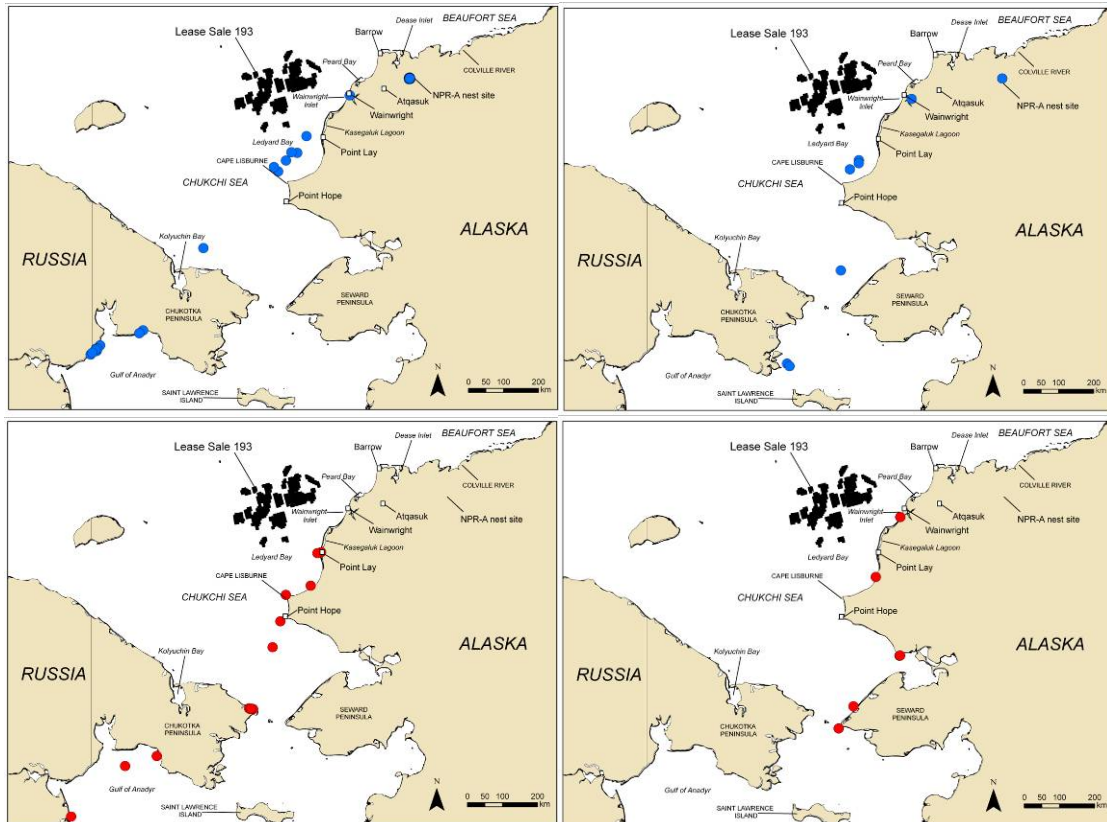 BEAUFORT SEA
Dease Inlet
Barrow
Lease Sale 193
Peard Bay
COLVILLE RIVER
NPR-A nest site
Atqasuk
Wainwright
Inlet
Wainwright
Kasegaluk Lagoon
Ledyard Bay
Point Lay
CAPE LISBURNE
CHUKCHI SEA
Point Hope
ALASKA
Kolyuchin Bay
RUSSIA
SEWARD
PENINSULA
CHUKOTKA
PENINSULA
Gulf of Anadyr
N
SAINT LAWRENCE
ISLAND
0 50 100 200
km
BEAUFORT SEA
Dease Inlet
Barrow
Lease Sale 193
Peard Bay
COLVILLE RIVER
NPR-A nest site
Atqasuk
Wainwright
Inlet
Wainwright
Kasegaluk Lagoon
Ledyard Bay
Point Lay
CAPE LISBURNE
CHUKCHI SEA
Point Hope
ALASKA
Kolyuchin Bay
RUSSIA
SEWARD
PENINSULA
CHUKOTKA
PENINSULA
Gulf of Anadyr
N
SAINT LAWRENCE
ISLAND
0 50 100 200
km
BEAUFORT SEA
Dease Inlet
Barrow
Lease Sale 193
Peard Bay
COLVILLE RIVER
NPR-A nest site
Atqasuk
Wainwright
Inlet
Wainwright
Kasegaluk Lagoon
Ledyard Bay
Point Lay
CAPE LISBURNE
CHUKCHI SEA
Point Hope
ALASKA
Kolyuchin Bay
RUSSIA
SEWARD
PENINSULA
CHUKOTKA
PENINSULA
Gulf of Anadyr
N
SAINT LAWRENCE
ISLAND
0 50 100 200
km
BEAUFORT SEA
Dease Inlet
Barrow
Lease Sale 193
Peard Bay
COLVILLE RIVER
NPR-A nest site
Atqasuk
Wainwright
Inlet
Wainwright
Kasegaluk Lagoon
Ledyard Bay
Point Lay
CAPE LISBURNE
CHUKCHI SEA
Point Hope
ALASKA
Kolyuchin Bay
RUSSIA
SEWARD
PENINSULA
CHUKOTKA
PENINSULA
Gulf of Anadyr
N
SAINT LAWRENCE
ISLAND
0 50 100 200
km